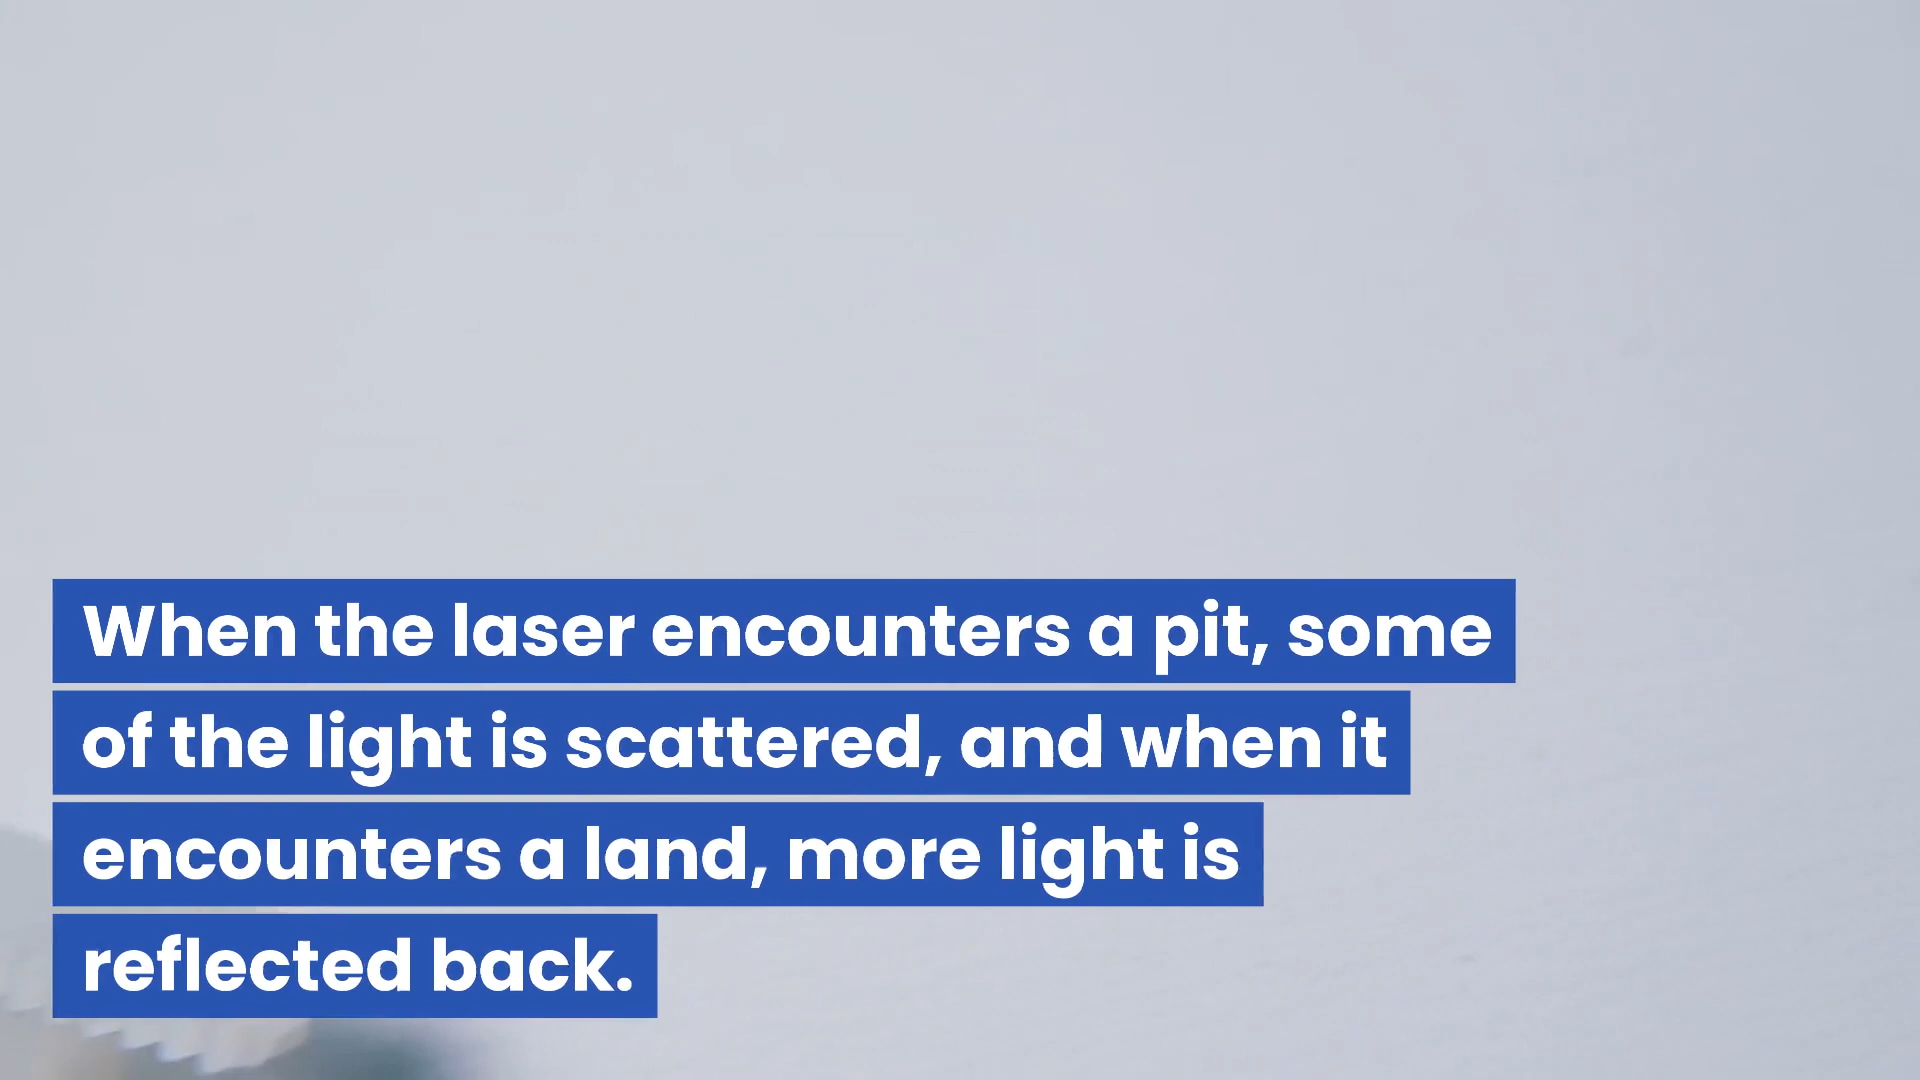 When the laser encounters a pit, some
of the light is scattered, and when it
encounters a land, more light is
reflected back.